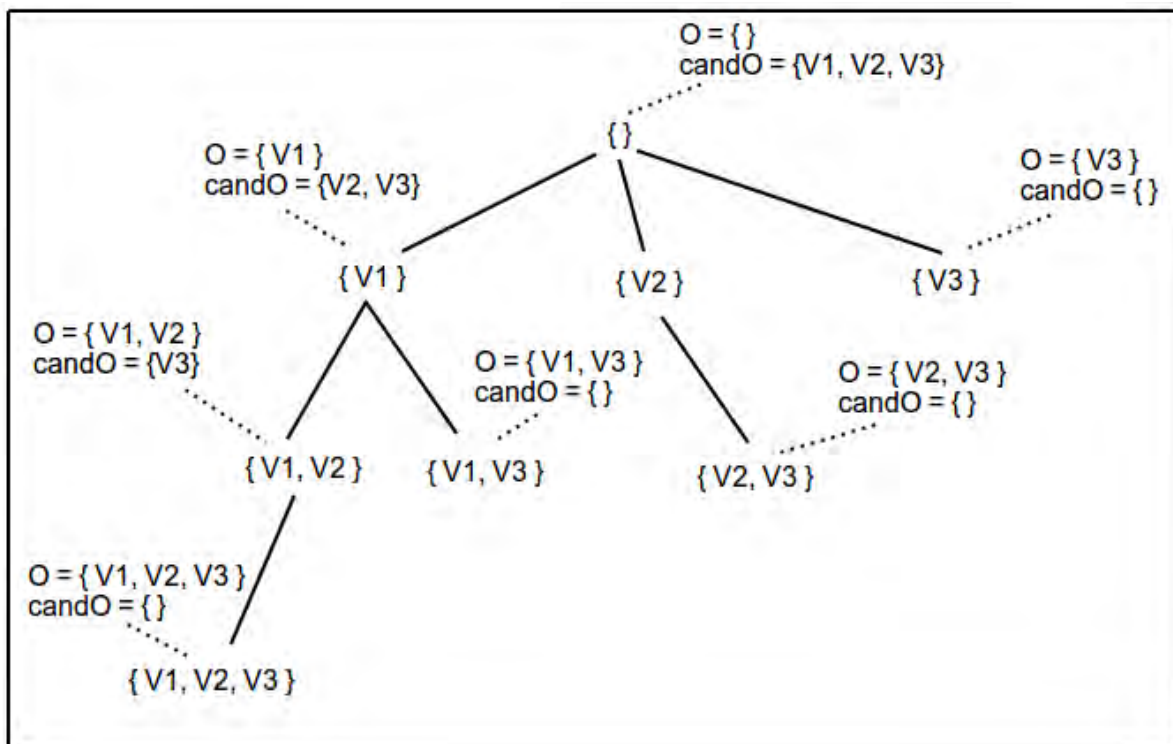 O = { }
candO = {V1, V2, V3}
{ }
O = { V1 }
candO = {V2, V3}
O = { V3 }
candO = { }
{ V1 }
{ V2 }
{ V3 }
O = { V1, V2 }
candO = {V3}
O = { V1, V3 }
candO = { }
O = { V2, V3 }
candO = { }
{ V1, V2 }
{ V1, V3 }
{ V2, V3 }
O = { V1, V2, V3 }
candO = { }
{ V1, V2, V3 }